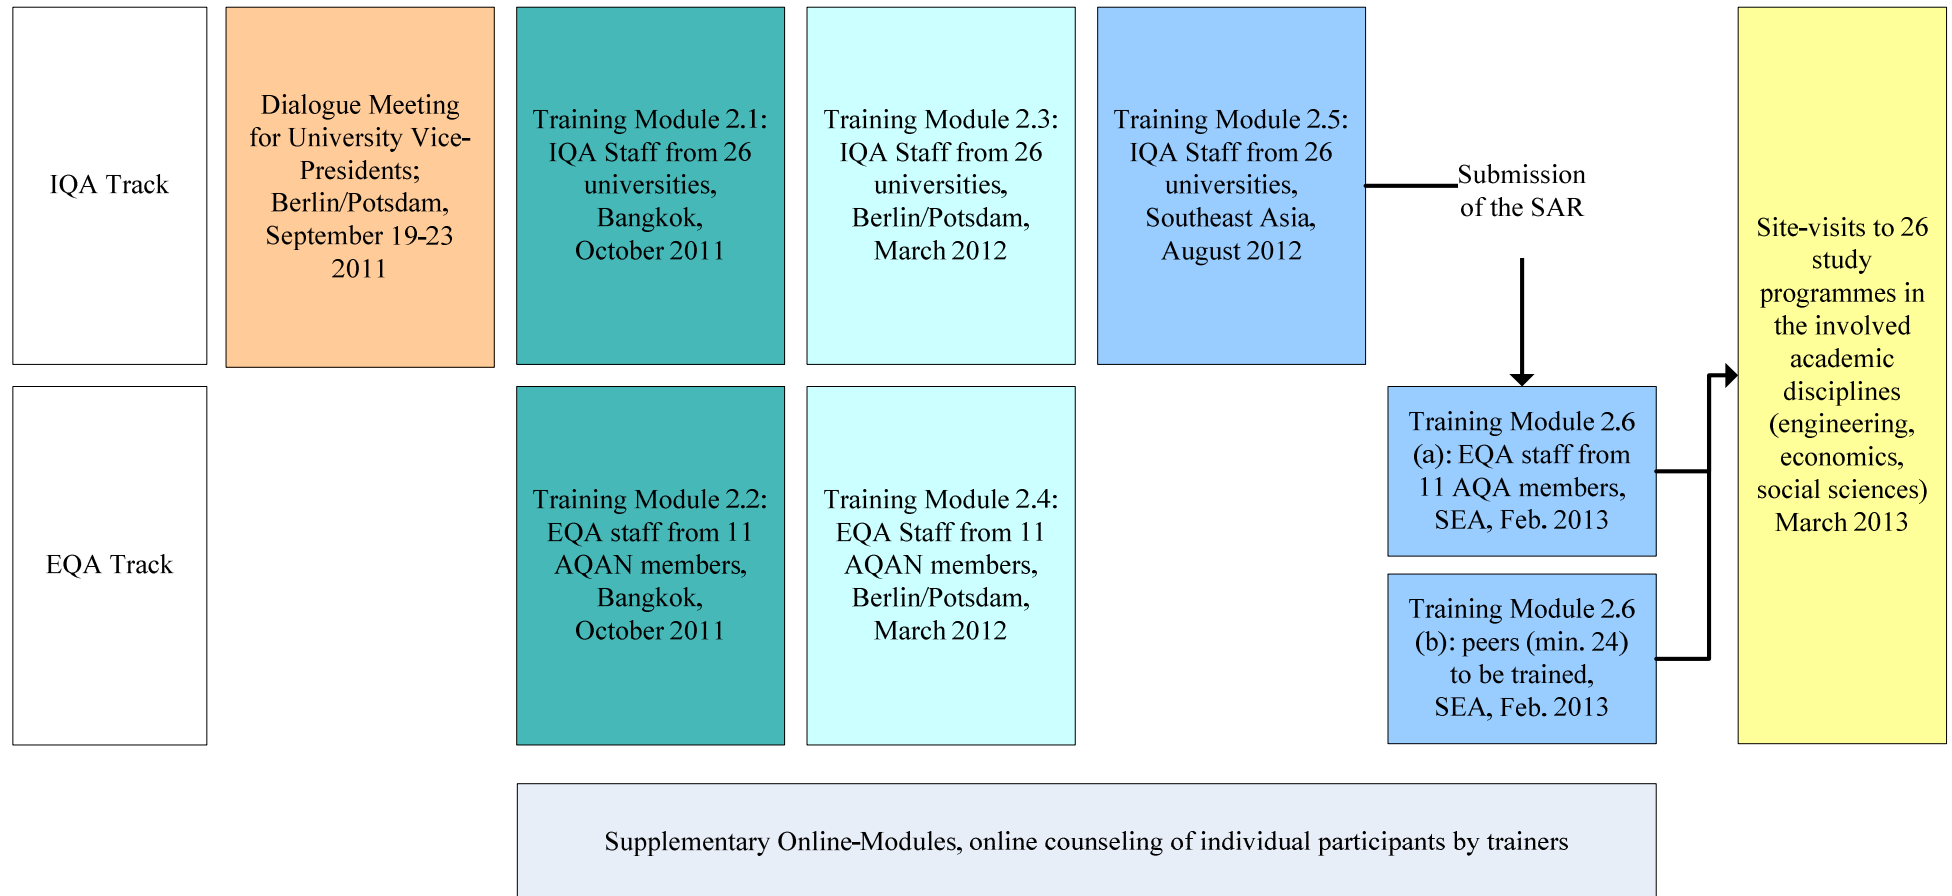 IQA Track
Dialogue Meeting
for University Vice-
Presidents;
Berlin/Potsdam,
September 19-23
2011
Training Module 2.1:
IQA Staff from 26
universities,
Bangkok,
October 2011
Training Module 2.3:
IQA Staff from 26
universities,
Berlin/Potsdam,
March 2012
Training Module 2.5:
IQA Staff from 26
universities,
Southeast Asia,
August 2012
Submission
of the SAR
Site-visits to 26
study
programmes in
the involved
academic
disciplines
(engineering,
economics,
social sciences)
March 2013
EQA Track
Training Module 2.2:
EQA staff from 11
AQAN members,
Bangkok,
October 2011
Training Module 2.4:
EQA Staff from 11
AQAN members,
Berlin/Potsdam,
March 2012
Training Module 2.6
(a): EQA staff from
11 AQA members,
SEA, Feb. 2013
Training Module 2.6
(b): peers (min. 24)
to be trained,
SEA, Feb. 2013
Supplementary Online-Modules, online counseling of individual participants by trainers